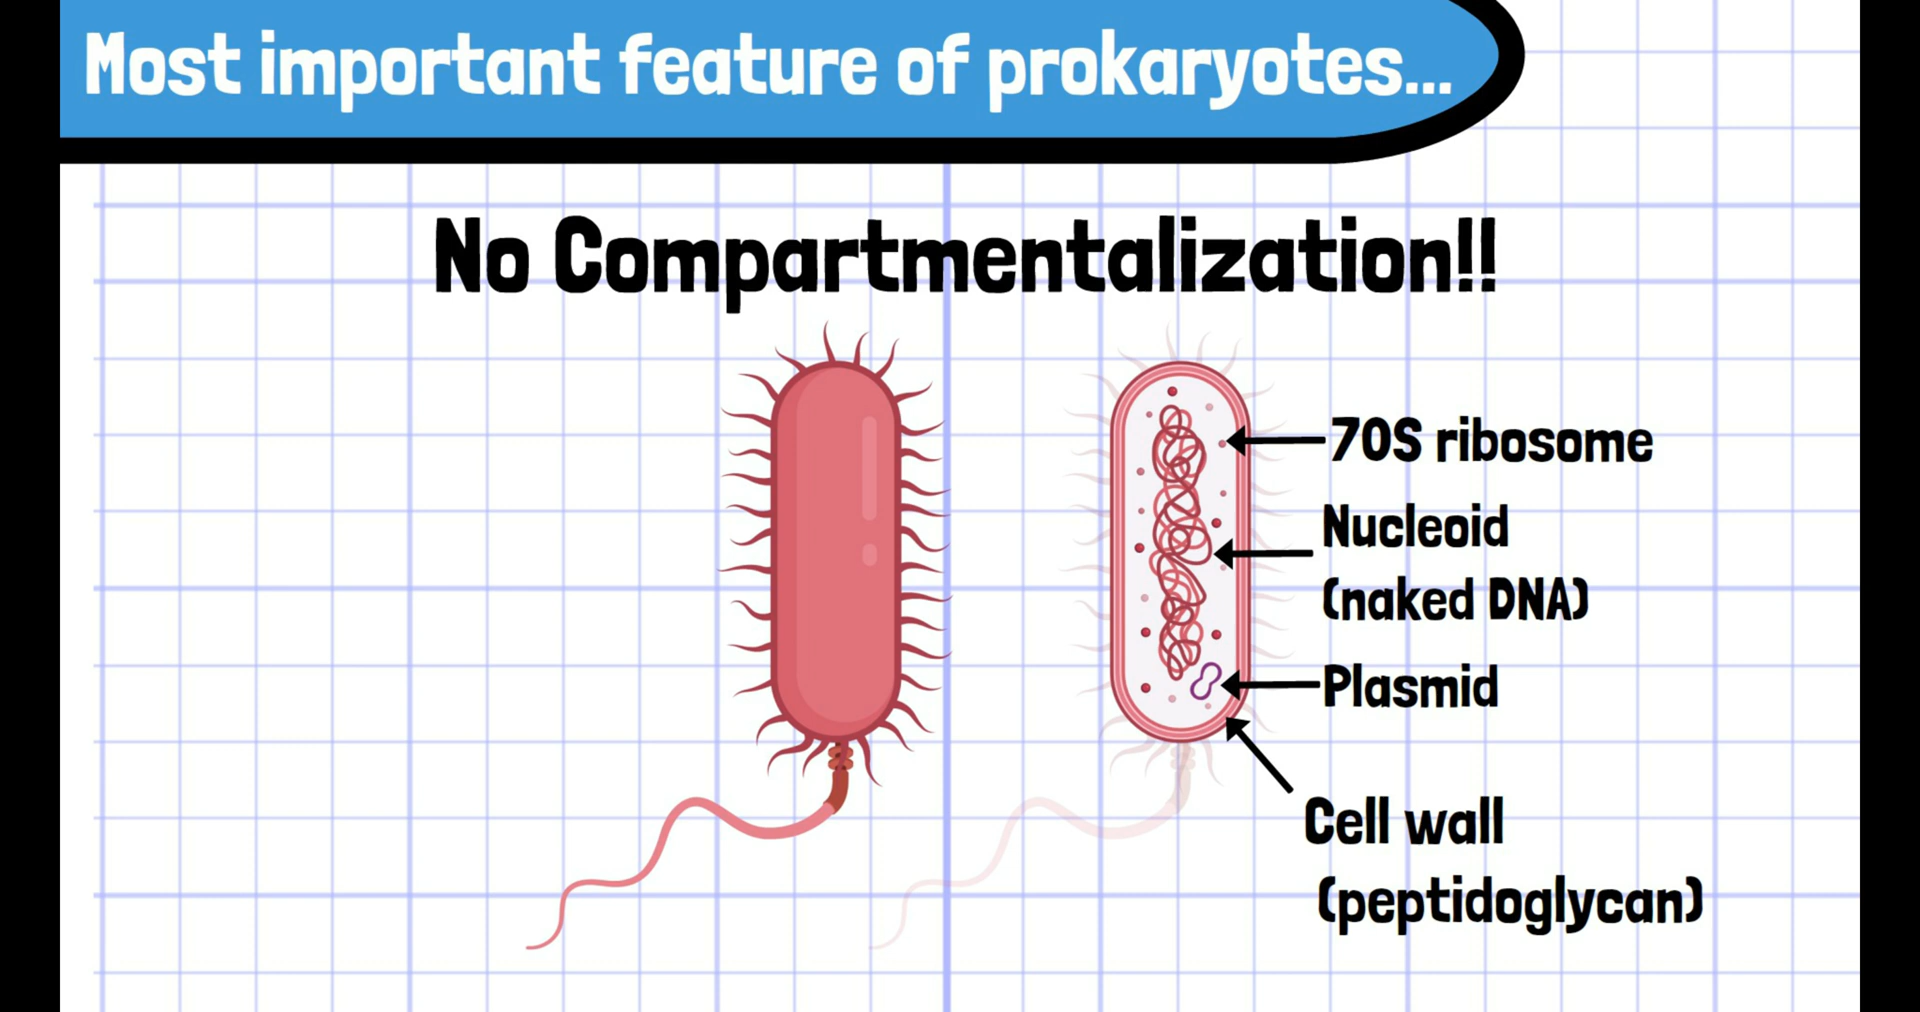 Most important feature of prokaryotes...
No Compartmentalization!!
70S ribosome
Nucleoid
(naked DNA)
Plasmid
Cell wall
(peptidoglycan)